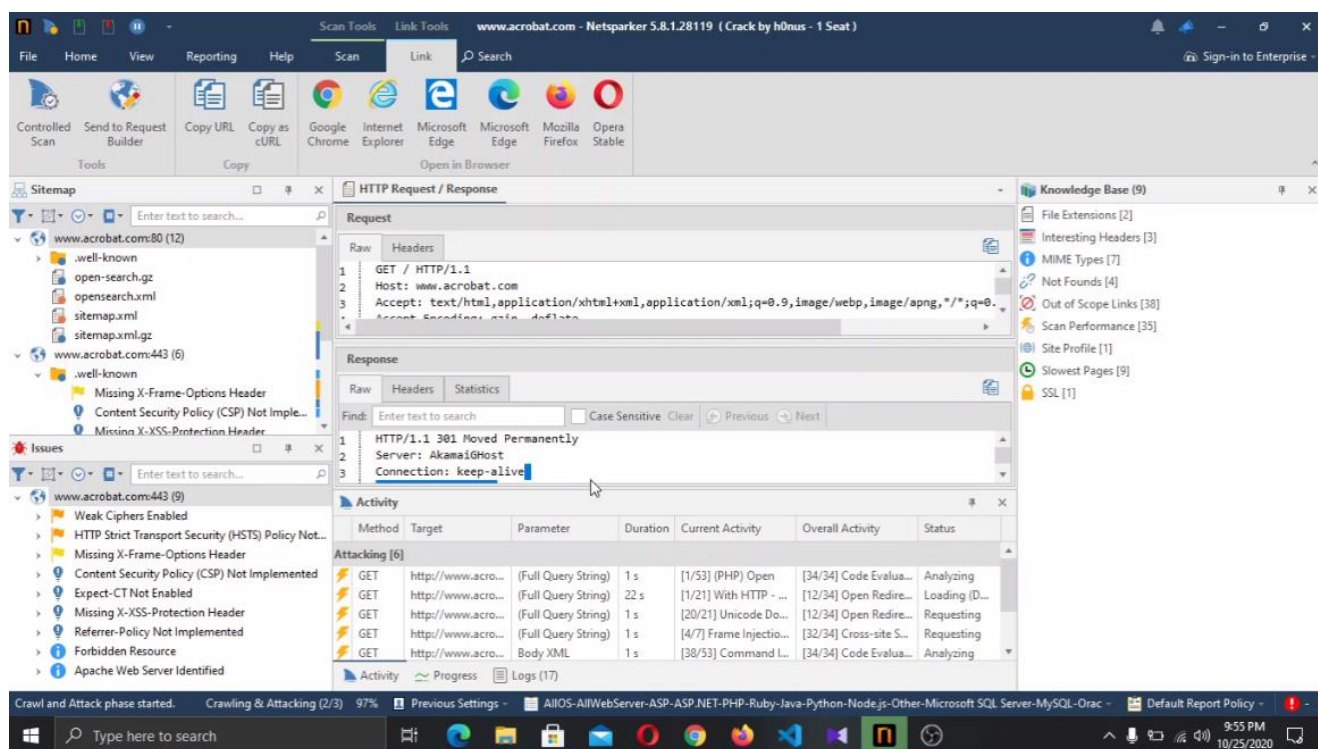 Scan Tools Link Tools www.acrobat.com - Netsparker 5.8.1.28119 ( Crack by h0nus - 1 Seat )
File Home View Reporting Help Scan Link Search Sign-in to Enterprise
Controlled Scan
Send to Request Builder
Copy URL
Copy as cURL
Google Chrome
Internet Explorer
Microsoft Edge
Microsoft Edge
Mozilla Firefox
Opera Stable
Tools Copy Open in Browser
Sitemap
Enter text to search...
www.acrobat.com:80 (12)
.well-known
open-search.gz
opensearch.xml
sitemap.xml
sitemap.xml.gz
www.acrobat.com:443 (6)
.well-known
Missing X-Frame-Options Header
Content Security Policy (CSP) Not Imple...
Missing X-XSS-Protection Header
Issues
Enter text to search...
www.acrobat.com:443 (9)
Weak Ciphers Enabled
HTTP Strict Transport Security (HSTS) Policy Not...
Missing X-Frame-Options Header
Content Security Policy (CSP) Not Implemented
Expect-CT Not Enabled
Missing X-XSS-Protection Header
Referrer-Policy Not Implemented
Forbidden Resource
Apache Web Server Identified
HTTP Request / Response
Request
Raw Headers
1 GET / HTTP/1.1
2 Host: www.acrobat.com
3 Accept: text/html,application/xhtml+xml,application/xml;q=0.9,image/webp,image/apng,*/*;q=0.
Accept-Encoding: gzip, deflate
Response
Raw Headers Statistics
Find: Enter text to search Case Sensitive Clear Previous Next
1 HTTP/1.1 301 Moved Permanently
2 Server: AkamaiGHost
3 Connection: keep-alive
Activity
Method Target Parameter Duration Current Activity Overall Activity Status
Attacking [6]
GET http://www.acro... (Full Query String) 1 s [1/53] (PHP) Open [34/34] Code Evalua... Analyzing
GET http://www.acro... (Full Query String) 22 s [1/21] With HTTP - ... [12/34] Open Redire... Loading (D...
GET http://www.acro... (Full Query String) 1 s [20/21] Unicode Do... [12/34] Open Redire... Requesting
GET http://www.acro... (Full Query String) 1 s [4/7] Frame Injectio... [32/34] Cross-site S... Requesting
GET http://www.acro... Body XML 1 s [38/53] Command I... [34/34] Code Evalua... Analyzing
Activity Progress Logs (17)
Knowledge Base (9)
File Extensions [2]
Interesting Headers [3]
MIME Types [7]
Not Founds [4]
Out of Scope Links [38]
Scan Performance [35]
Site Profile [1]
Slowest Pages [9]
SSL [1]
Crawl and Attack phase started. Crawling & Attacking (2/3) 97% Previous Settings AllOS-AllWebServer-ASP-ASP.NET-PHP-Ruby-Java-Python-Node.js-Other-Microsoft SQL Server-MySQL-Orac Default Report Policy
Type here to search
9:55 PM
10/25/2020